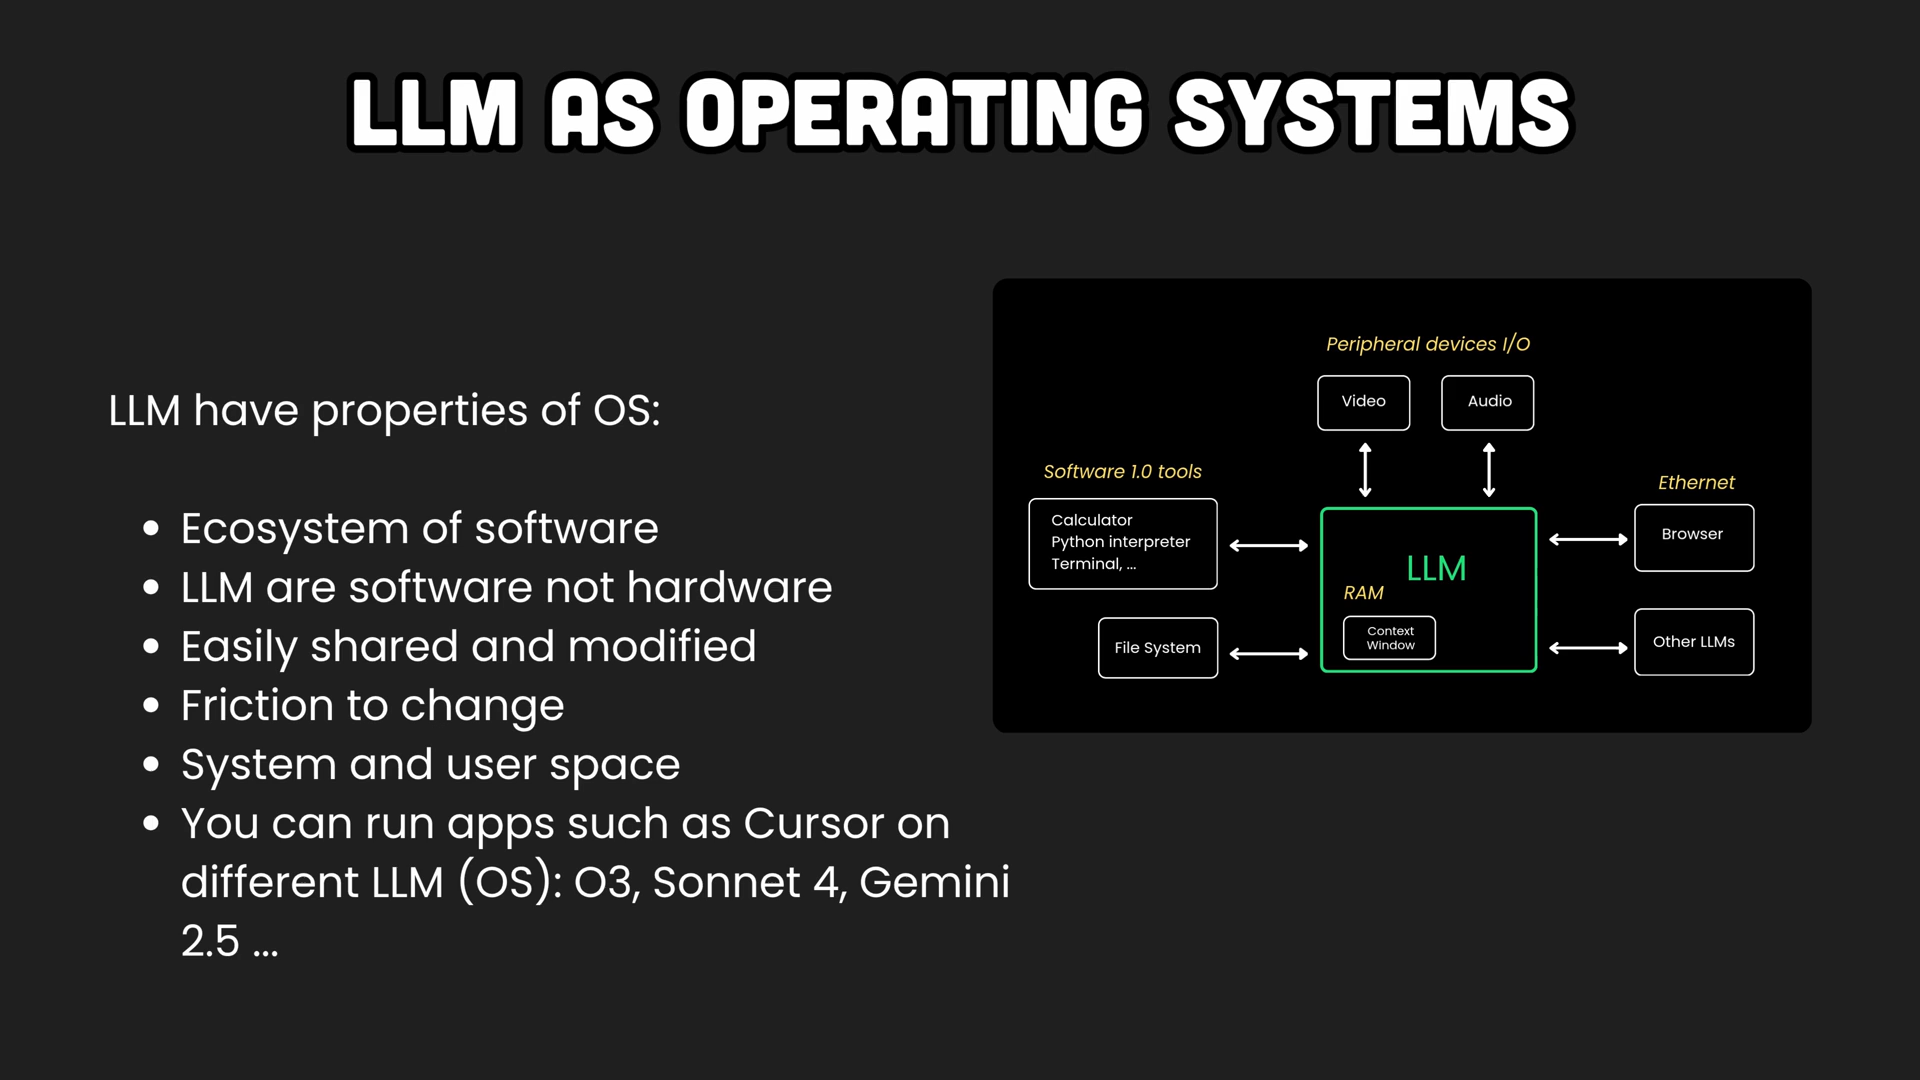 LLM AS OPERATING SYSTEMS
LLM have properties of OS:
• Ecosystem of software
• LLM are software not hardware
• Easily shared and modified
• Friction to change
• System and user space
• You can run apps such as Cursor on
different LLM (OS): O3, Sonnet 4, Gemini
2.5 ...
Peripheral devices I/O
Video
Audio
Software 1.0 tools
Calculator
Python interpreter
Terminal, ...
File System
LLM
RAM
Context
Window
Ethernet
Browser
Other LLMs